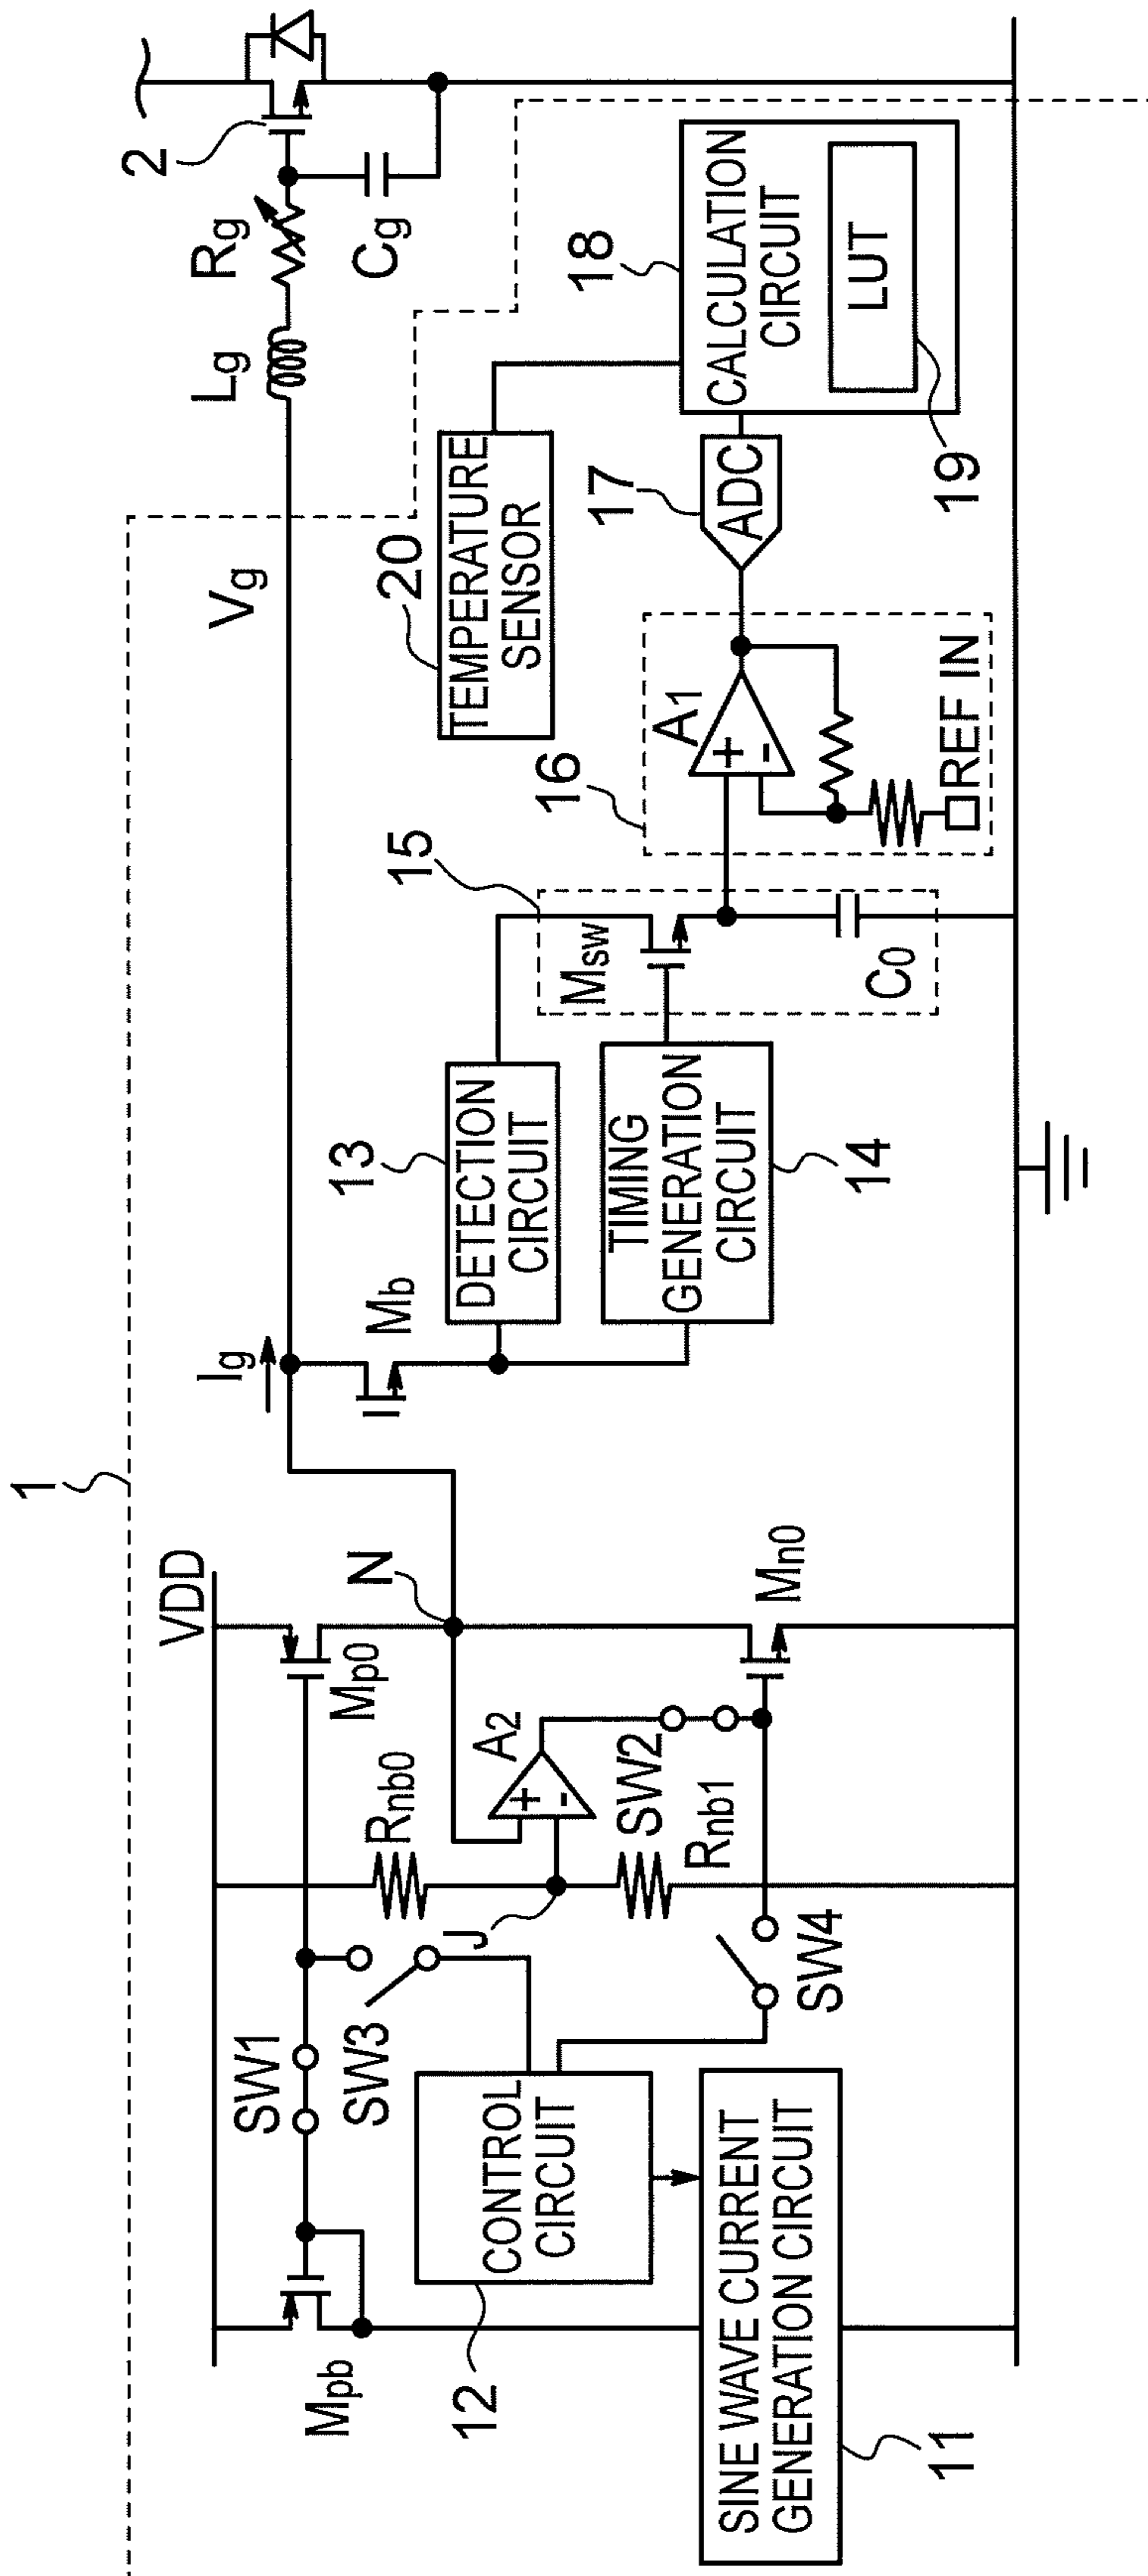 1
VDD
SW1
Mpb
Mp0
N
SW3
Rnb0
A2
J
SW2
Rnb1
Mn0
SW4
CONTROL
CIRCUIT
12
SINE WAVE CURRENT
GENERATION CIRCUIT
11
Ig
Vg
Lg
Rg
Cg
2
Mb
13
DETECTION
CIRCUIT
TIMING
GENERATION
CIRCUIT
14
15
Msw
C0
16
A1
+
-
+
-
REF IN
20
TEMPERATURE
SENSOR
17
ADC
18
CALCULATION
CIRCUIT
LUT
19